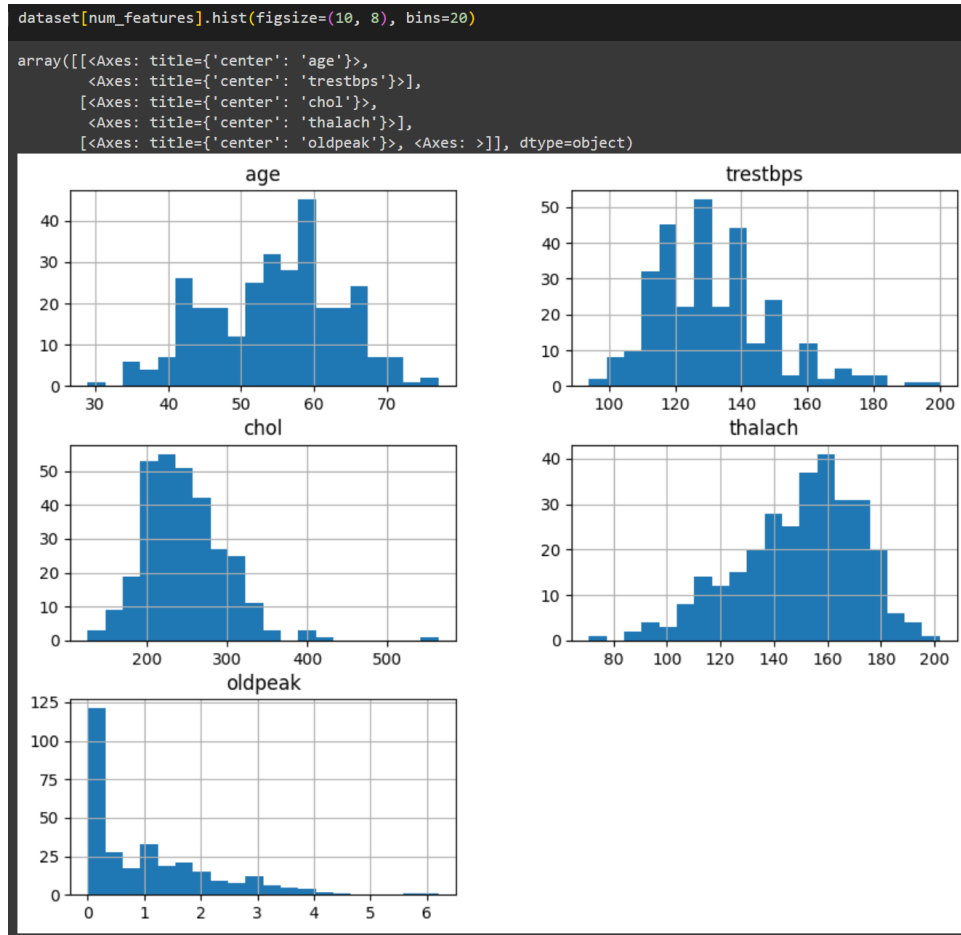 dataset[num_features].hist(figsize=(10, 8), bins=20)
array([[<Axes: title={'center': 'age'}>,
<Axes: title={'center': 'trestbps'}>],
[<Axes: title={'center': 'chol'}>,
<Axes: title={'center': 'thalach'}>],
[<Axes: title={'center': 'oldpeak'}>, <Axes: >]], dtype=object)
age
40
30
20
10
0
30 40 50 60 70
trestbps
50
40
30
20
10
0
100 120 140 160 180 200
chol
50
40
30
20
10
0
200 300 400 500
thalach
40
30
20
10
0
80 100 120 140 160 180 200
oldpeak
125
100
75
50
25
0
0 1 2 3 4 5 6